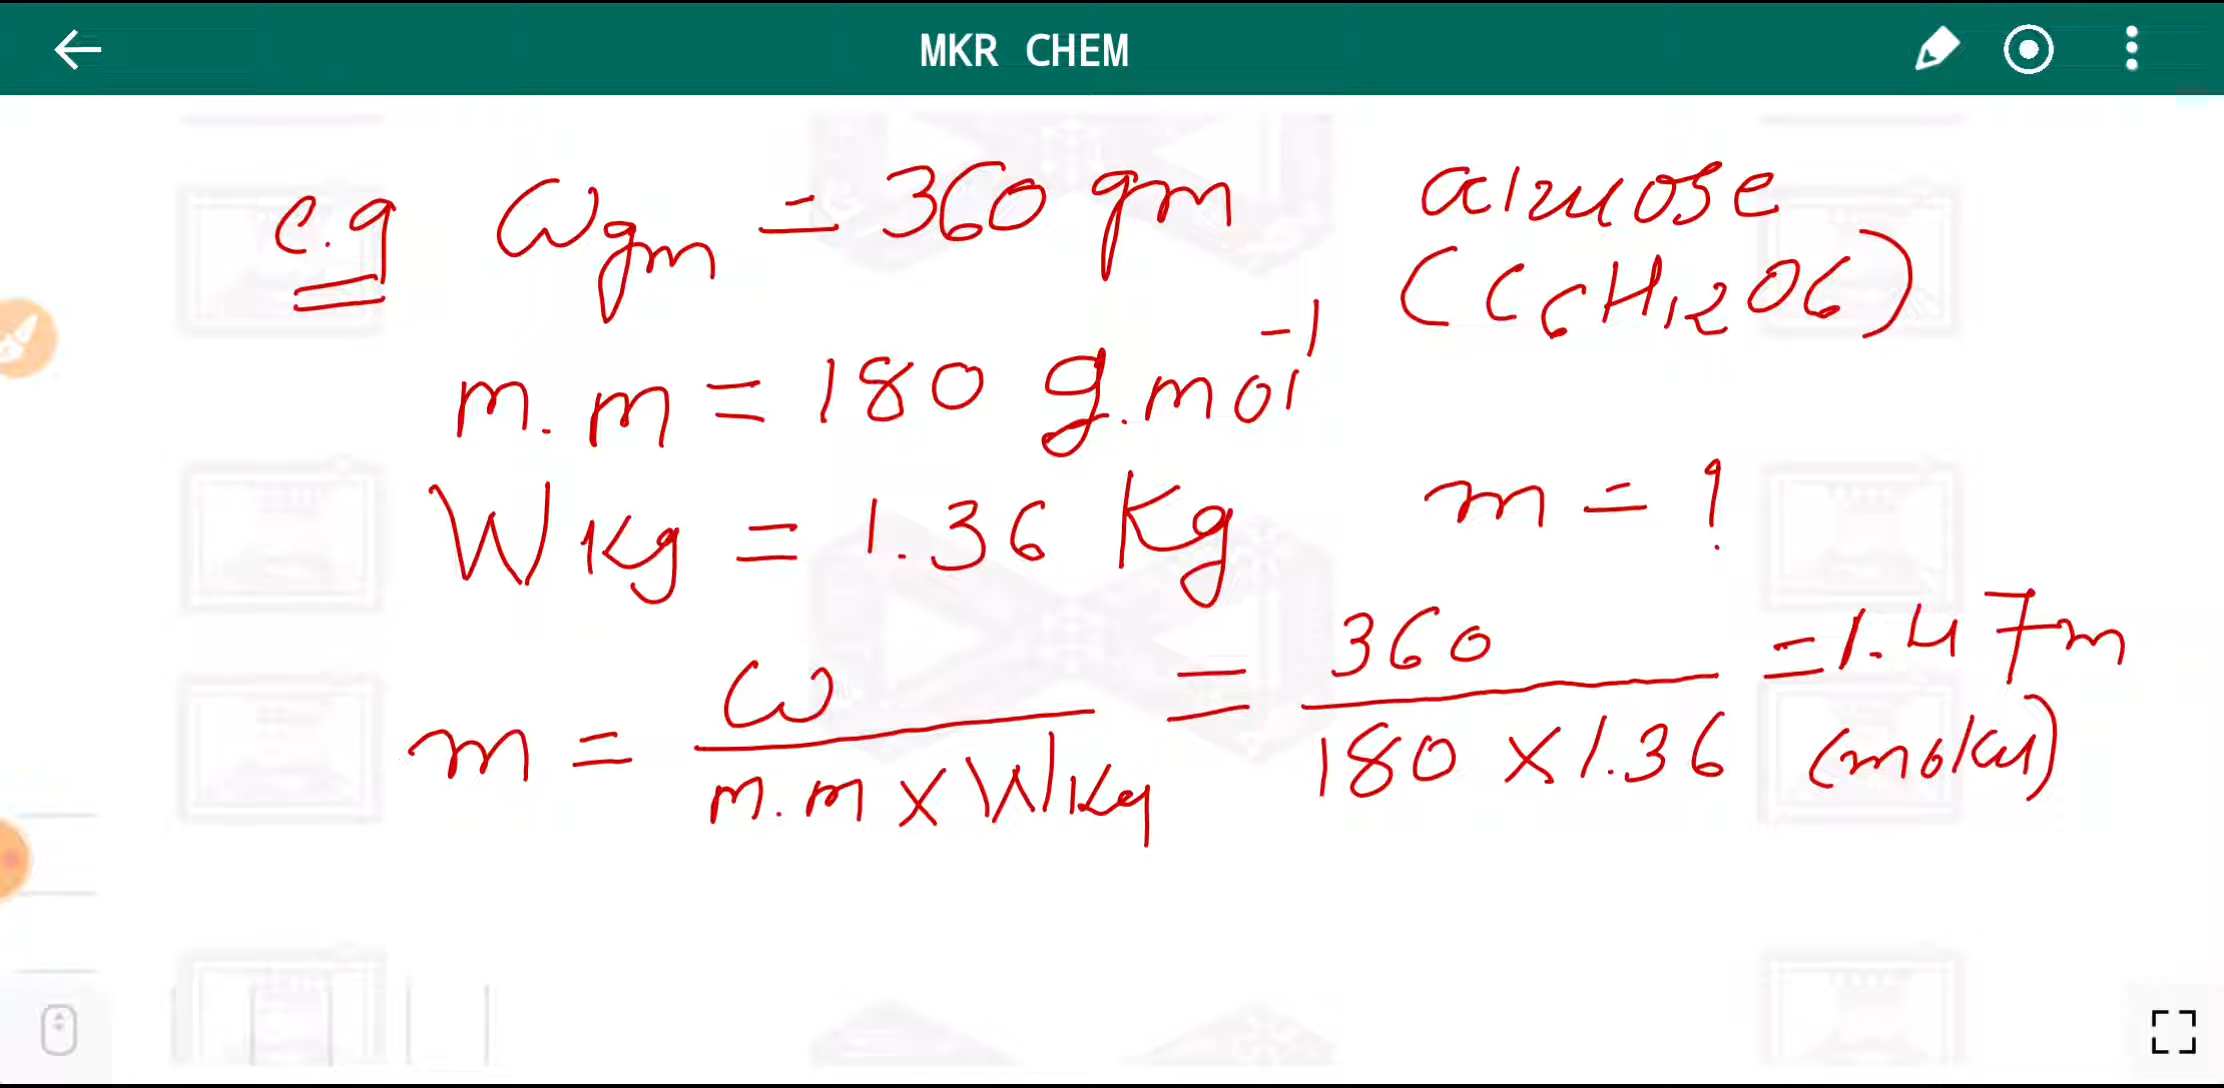 MKR CHEM
e.g Wgm = 360 gm glucose
(C6H12O6)
m.m = 180 g.mol-1
Wkg = 1.36 Kg m = ?
m = W / m.m x WKg = 360 / 180 x 1.36 = 1.47m
(molal)